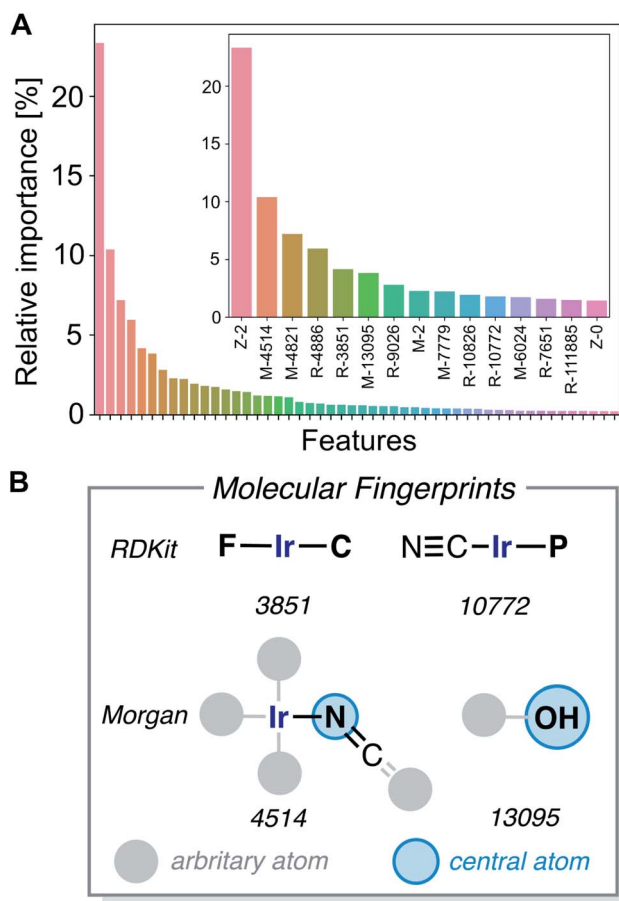 A
Relative importance [%]
20
15
10
5
0
20
15
10
5
0
Z-2
M-4514
M-4821
R-4886
R-3851
M-13095
R-9026
M-2
M-7779
R-10826
R-10772
M-6024
R-7651
R-111885
Z-0
Features
B
Molecular Fingerprints
RDKit F—Ir—C N≡C—Ir—P
3851 10772
Morgan Ir—N=C OH
4514 13095
arbritary atom central atom